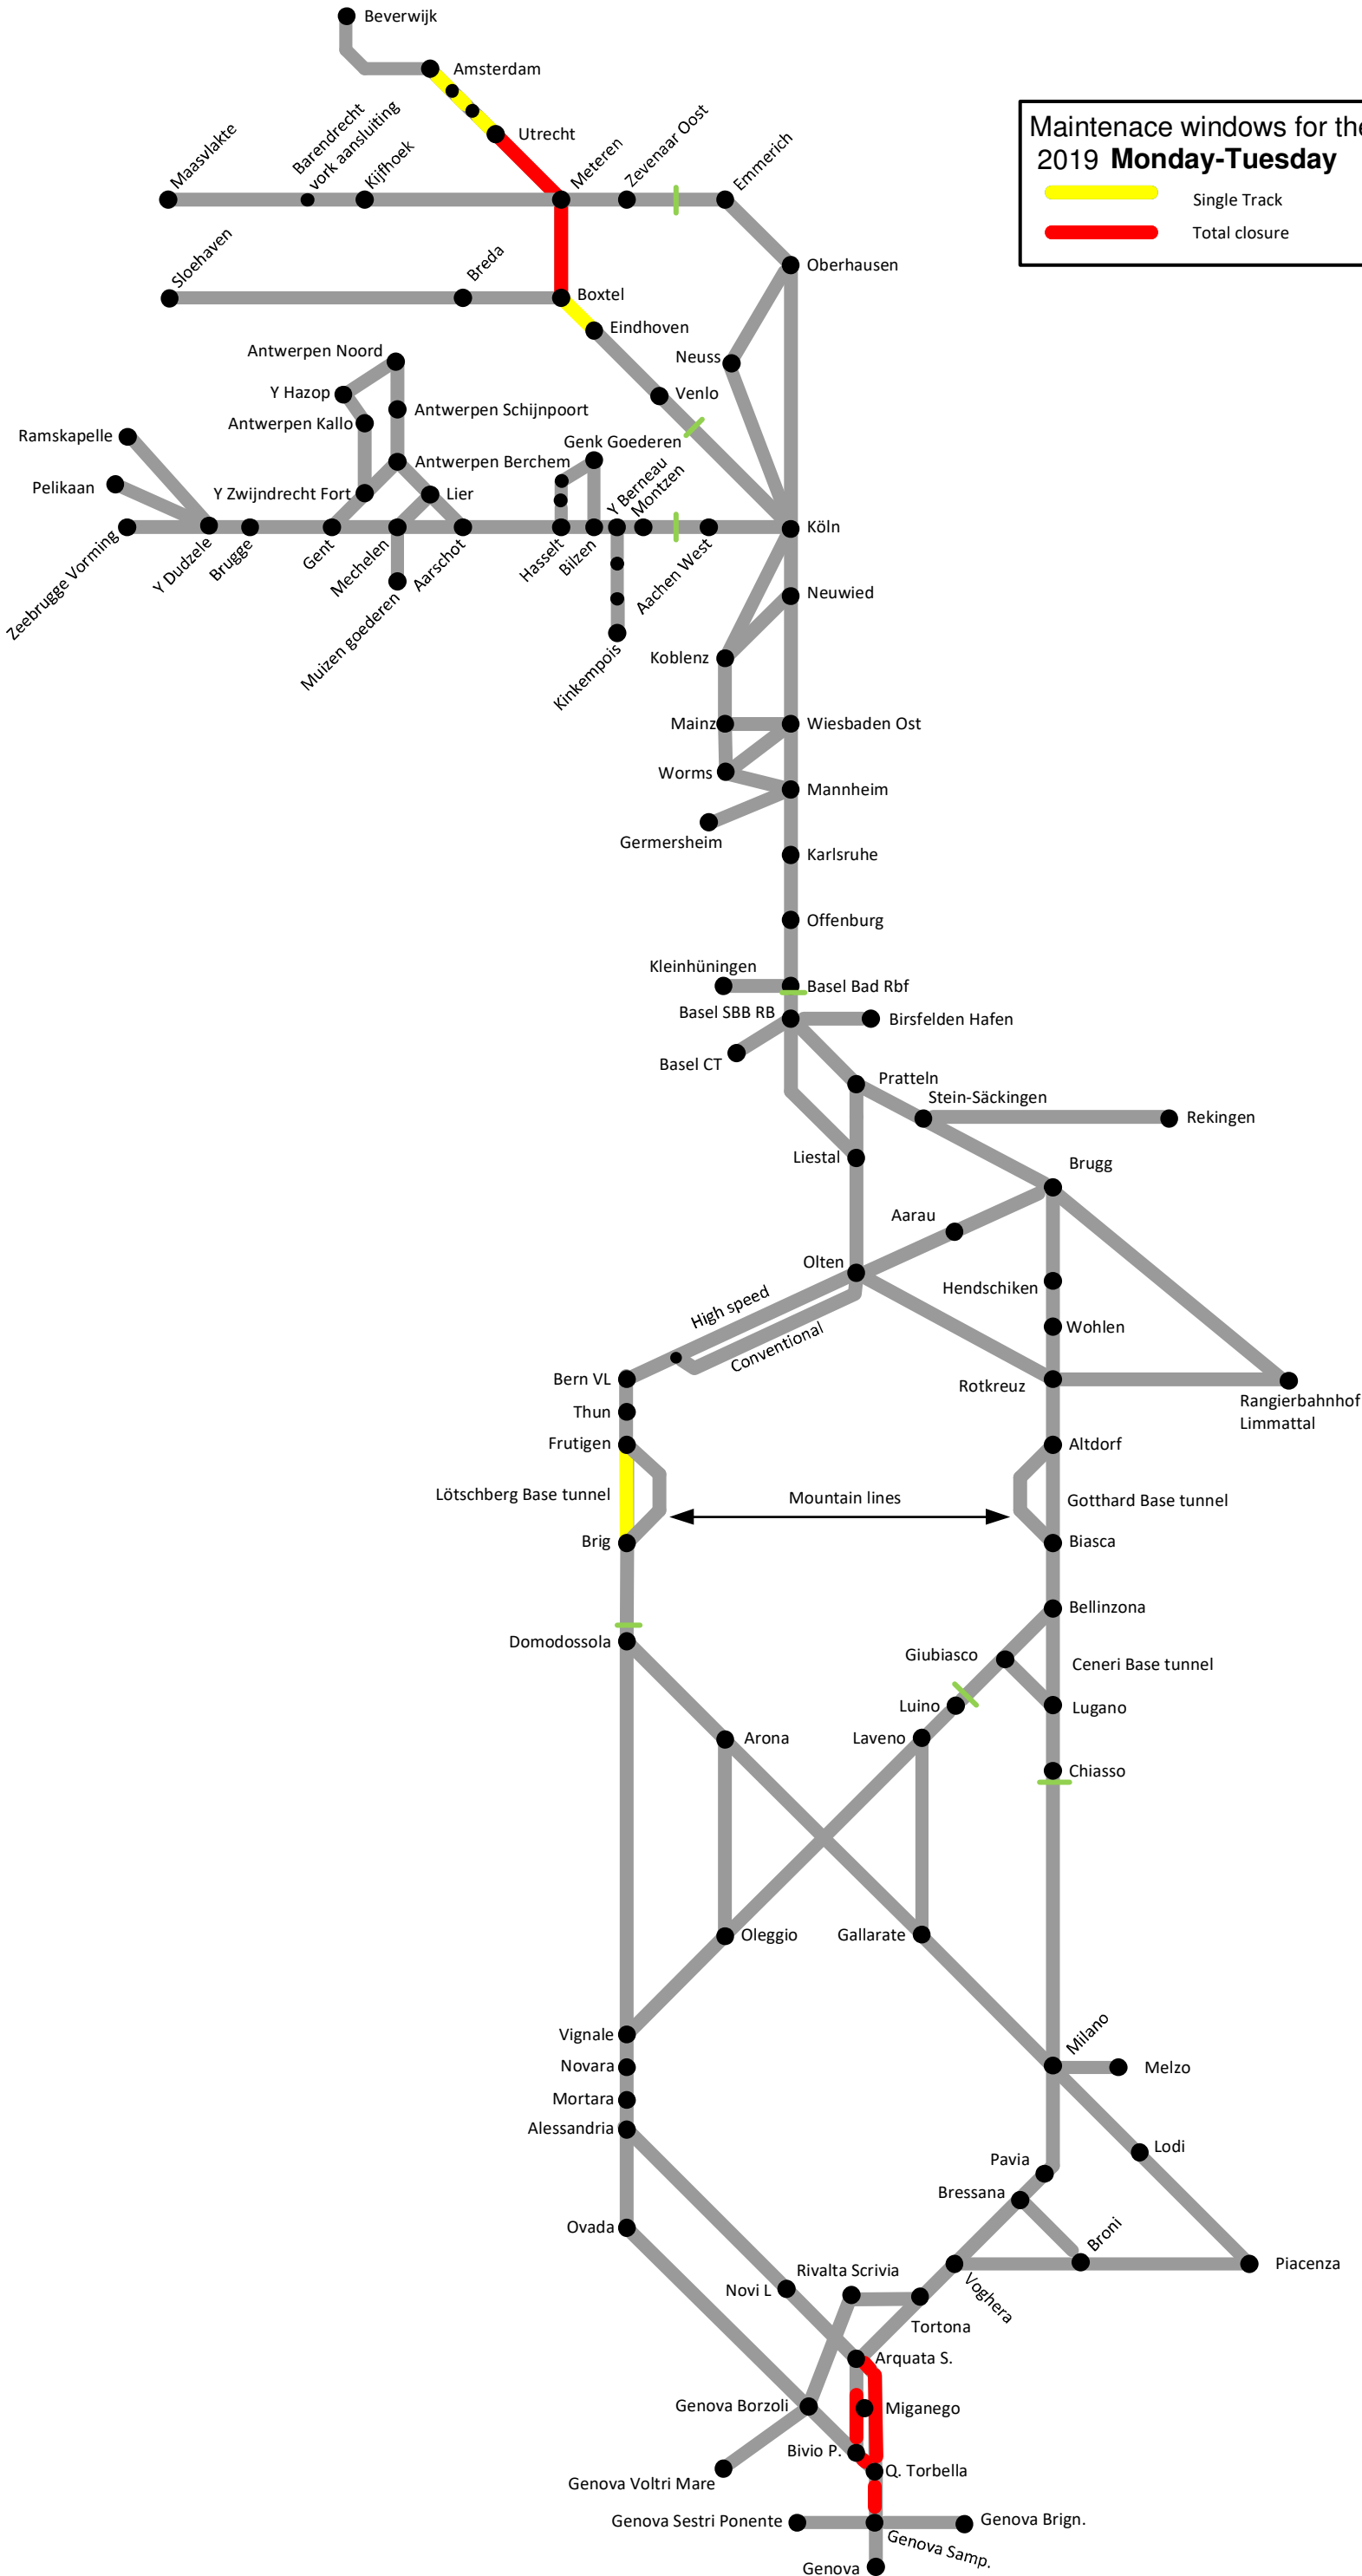 Beverwijk
Amsterdam
Utrecht
Maintenace windows for the
2019 Monday-Tuesday
Single Track
Total closure
Maasvlakte
Barendrecht
vork aansluiting
Kijfhoek
Meteren
Zevenaar Oost
Emmerich
Oberhausen
Sloehaven
Breda
Boxtel
Eindhoven
Antwerpen Noord
Neuss
Y Hazop
Venlo
Antwerpen Schijnpoort
Antwerpen Kallo
Ramskapelle
Genk Goederen
Antwerpen Berchem
Pelikaan
Y Zwijndrecht Fort
Lier
Y Berneau
Montzen
Köln
Zeebrugge Vorming
Y Dudzele
Brugge
Gent
Mechelen
Aarschot
Hasselt
Bilzen
Aachen West
Muizen goederen
Kinkempois
Neuwied
Koblenz
Mainz
Wiesbaden Ost
Worms
Mannheim
Germersheim
Karlsruhe
Offenburg
Kleinhüningen
Basel Bad Rbf
Basel SBB RB
Birsfelden Hafen
Basel CT
Pratteln
Stein-Säckingen
Rekingen
Liestal
Brugg
Aarau
Olten
Hendschiken
High speed
Conventional
Wohlen
Bern VL
Rotkreuz
Rangierbahnhof
Limmattal
Thun
Frutigen
Altdorf
Lötschberg Base tunnel
Mountain lines
Gotthard Base tunnel
Brig
Biasca
Bellinzona
Domodossola
Giubiasco
Ceneri Base tunnel
Luino
Lugano
Arona
Laveno
Chiasso
Oleggio
Gallarate
Vignale
Milano
Novara
Melzo
Mortara
Alessandria
Lodi
Pavia
Bressana
Ovada
Broni
Rivalta Scrivia
Piacenza
Novi L
Voghera
Tortona
Arquata S.
Genova Borzoli
Miganego
Bivio P.
Q. Torbella
Genova Voltri Mare
Genova Sestri Ponente
Genova Brign.
Genova Samp.
Genova